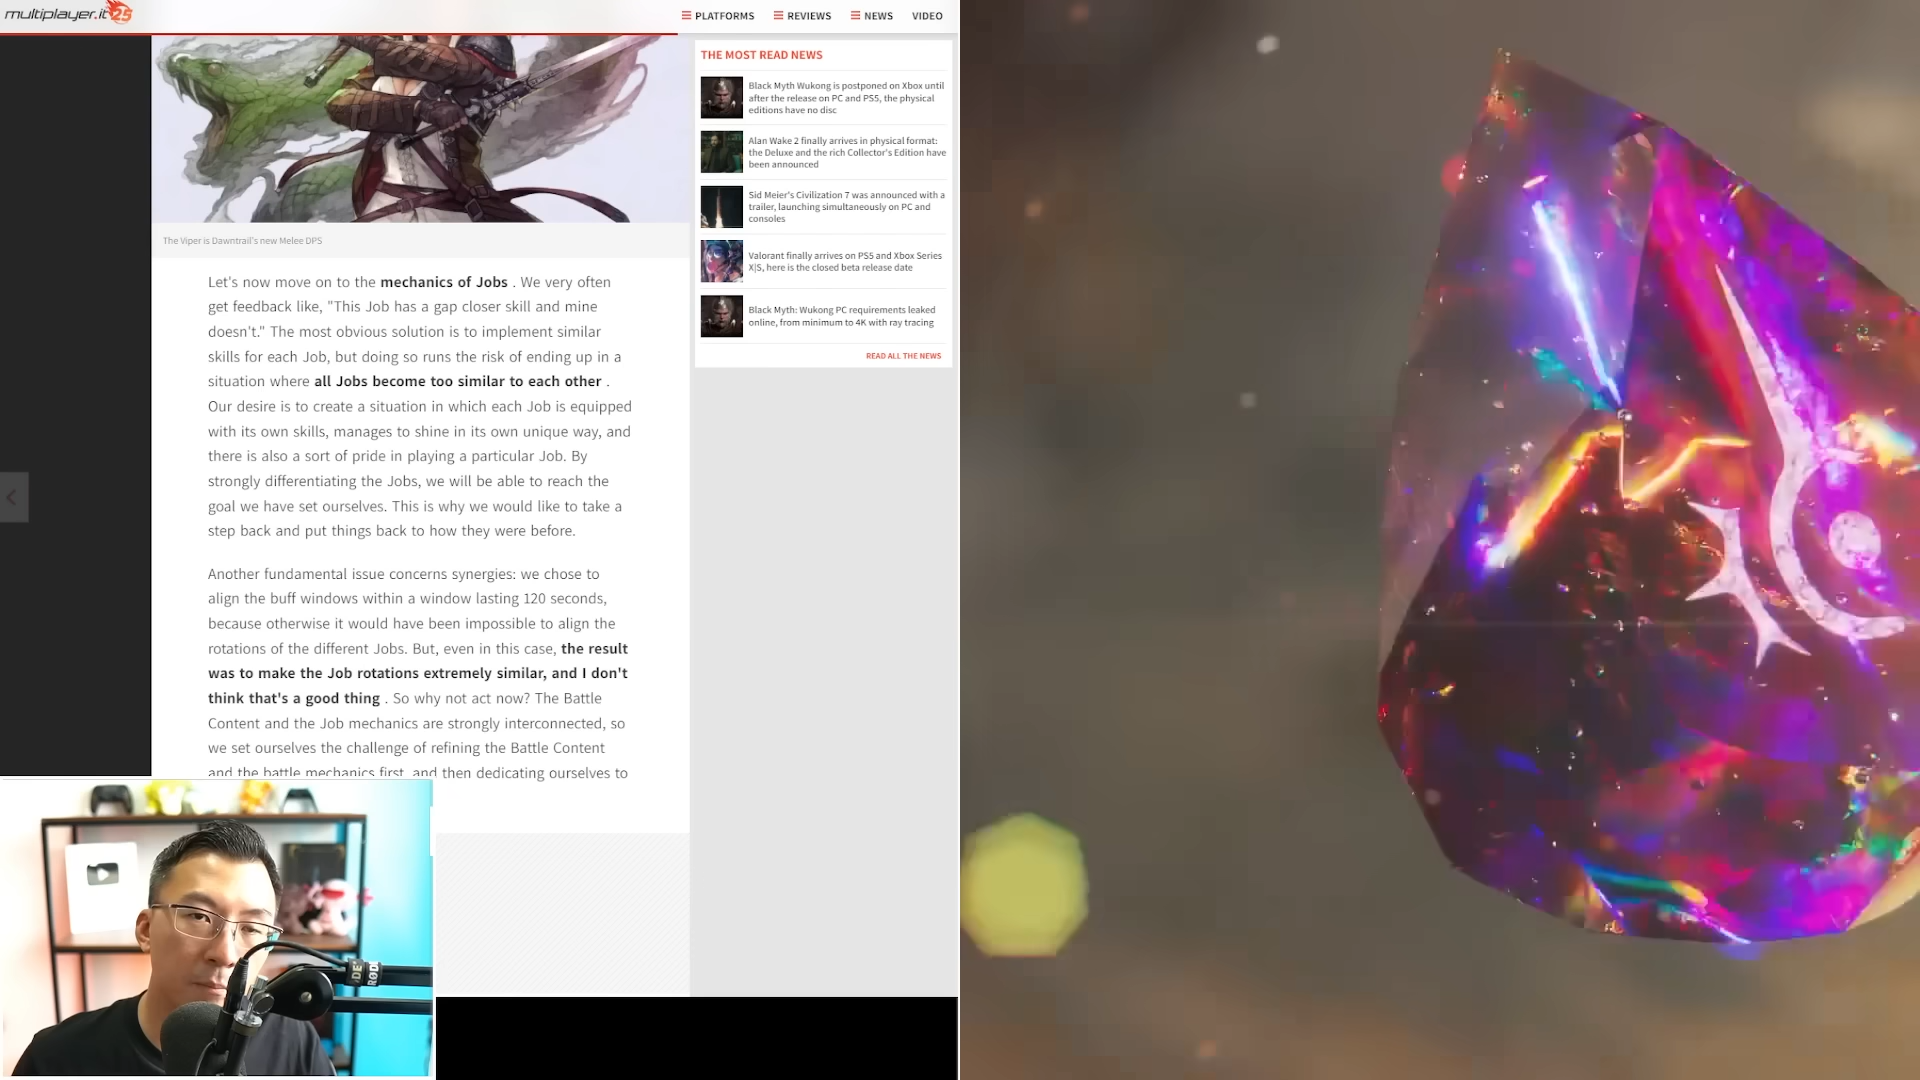 multiplayer.it 25
PLATFORMS
REVIEWS
NEWS
VIDEO
The Viper is Dawntrail's new Melee DPS
Let's now move on to the mechanics of Jobs . We very often
get feedback like, "This Job has a gap closer skill and mine
doesn't." The most obvious solution is to implement similar
skills for each Job, but doing so runs the risk of ending up in a
situation where all Jobs become too similar to each other .
Our desire is to create a situation in which each Job is equipped
with its own skills, manages to shine in its own unique way, and
there is also a sort of pride in playing a particular Job. By
strongly differentiating the Jobs, we will be able to reach the
goal we have set ourselves. This is why we would like to take a
step back and put things back to how they were before.
Another fundamental issue concerns synergies: we chose to
align the buff windows within a window lasting 120 seconds,
because otherwise it would have been impossible to align the
rotations of the different Jobs. But, even in this case, the result
was to make the Job rotations extremely similar, and I don't
think that's a good thing . So why not act now? The Battle
Content and the Job mechanics are strongly interconnected, so
we set ourselves the challenge of refining the Battle Content
and the battle mechanics first, and then dedicating ourselves to
THE MOST READ NEWS
Black Myth Wukong is postponed on Xbox until
after the release on PC and PS5, the physical
editions have no disc
Alan Wake 2 finally arrives in physical format:
the Deluxe and the rich Collector's Edition have
been announced
Sid Meier's Civilization 7 was announced with a
trailer, launching simultaneously on PC and
consoles
Valorant finally arrives on PS5 and Xbox Series
X|S, here is the closed beta release date
Black Myth: Wukong PC requirements leaked
online, from minimum to 4K with ray tracing
READ ALL THE NEWS
RØDE